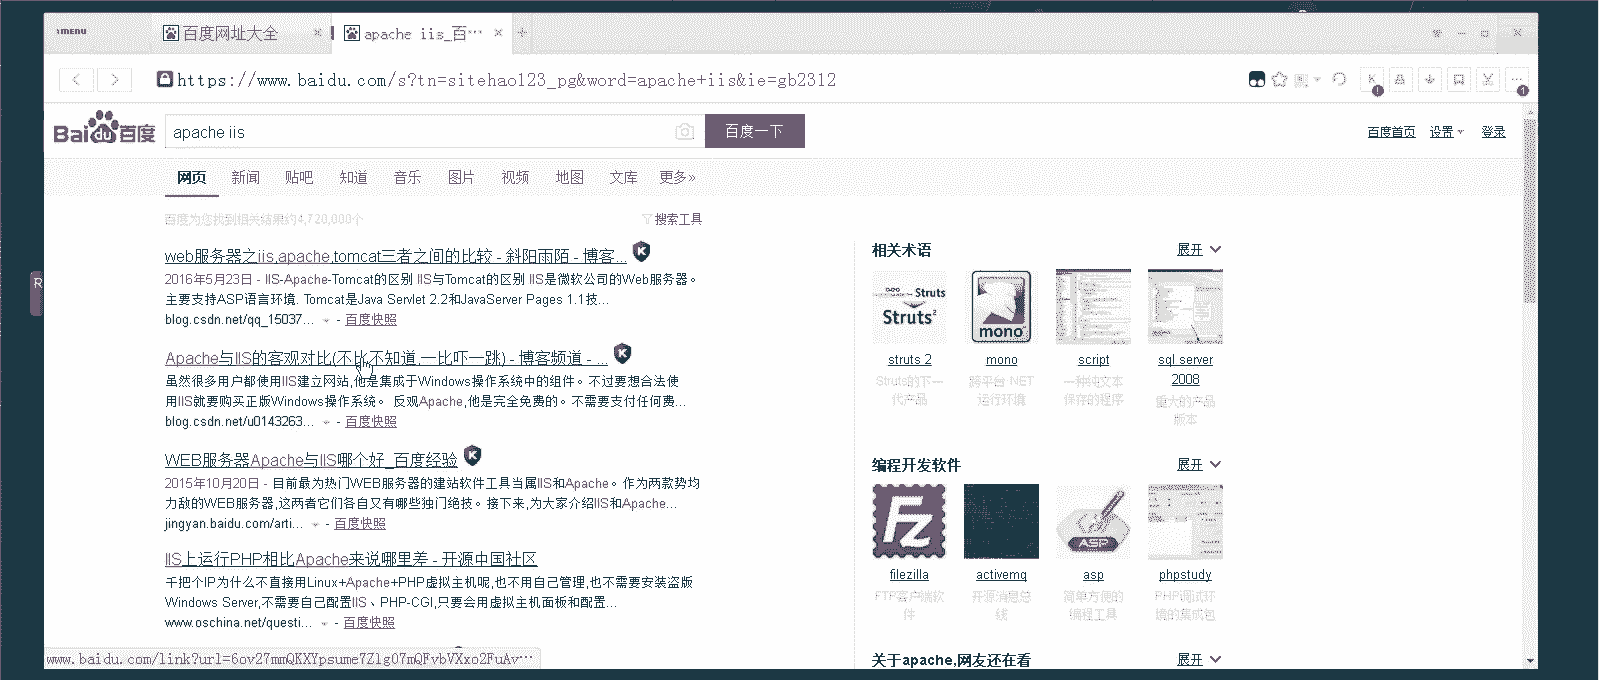 MENU
百度网址大全
apache iis_百…
https://www.baidu.com/s?tn=sitehao123_pg&word=apache+iis&ie=gb2312
Bai du 百度
apache iis
百度一下
百度首页 设置 登录
网页 新闻 贴吧 知道 音乐 图片 视频 地图 文库 更多»
百度为您找到相关结果约4,720,000个
搜索工具
web服务器之iis,apache,tomcat三者之间的比较 - 斜阳雨陌 - 博客...
2016年5月23日 - IIS-Apache-Tomcat的区别 IIS与Tomcat的区别 IIS是微软公司的Web服务器。
主要支持ASP语言环境. Tomcat是Java Servlet 2.2和JavaServer Pages 1.1技...
blog.csdn.net/qq_15037... - 百度快照
Apache与IIS的客观对比(不比不知道,一比吓一跳) - 博客频道 - ...
虽然很多用户都使用IIS建立网站,他是集成于Windows操作系统中的组件。不过要想合法使
用IIS就要购买正版Windows操作系统。 反观Apache,他是完全免费的。不需要支付任何费...
blog.csdn.net/u0143263... - 百度快照
WEB服务器Apache与IIS哪个好_百度经验
2015年10月20日 - 目前最为热门WEB服务器的建站软件工具当属IIS和Apache。作为两款势均
力敌的WEB服务器,这两者它们各自又有哪些独门绝技。接下来,为大家介绍IIS和Apache...
jingyan.baidu.com/arti... - 百度快照
IIS上运行PHP相比Apache来说哪里差 - 开源中国社区
千把个IP为什么不直接用Linux+Apache+PHP虚拟主机呢,也不用自己管理,也不需要安装盗版
Windows Server,不需要自己配置IIS、PHP-CGI,只要会用虚拟主机面板和配置...
www.oschina.net/questi... - 百度快照
相关术语 展开
Struts
Struts²
mono
struts 2 mono script sql server
2008
Struts的下一
代产品
跨平台.NET
运行环境
一种纯文本
保存的程序
重大的产品
版本
编程开发软件 展开
Fz
ASP
filezilla activemq asp phpstudy
FTP客户端软
件
开源消息总
线
简单方便的
编程工具
PHP调试环
境的集成包
关于apache,网友还在看 展开
www.baidu.com/link?url=6ov27mmQKXYpsume7Zlg07mQFvbVXxo2FuAv…